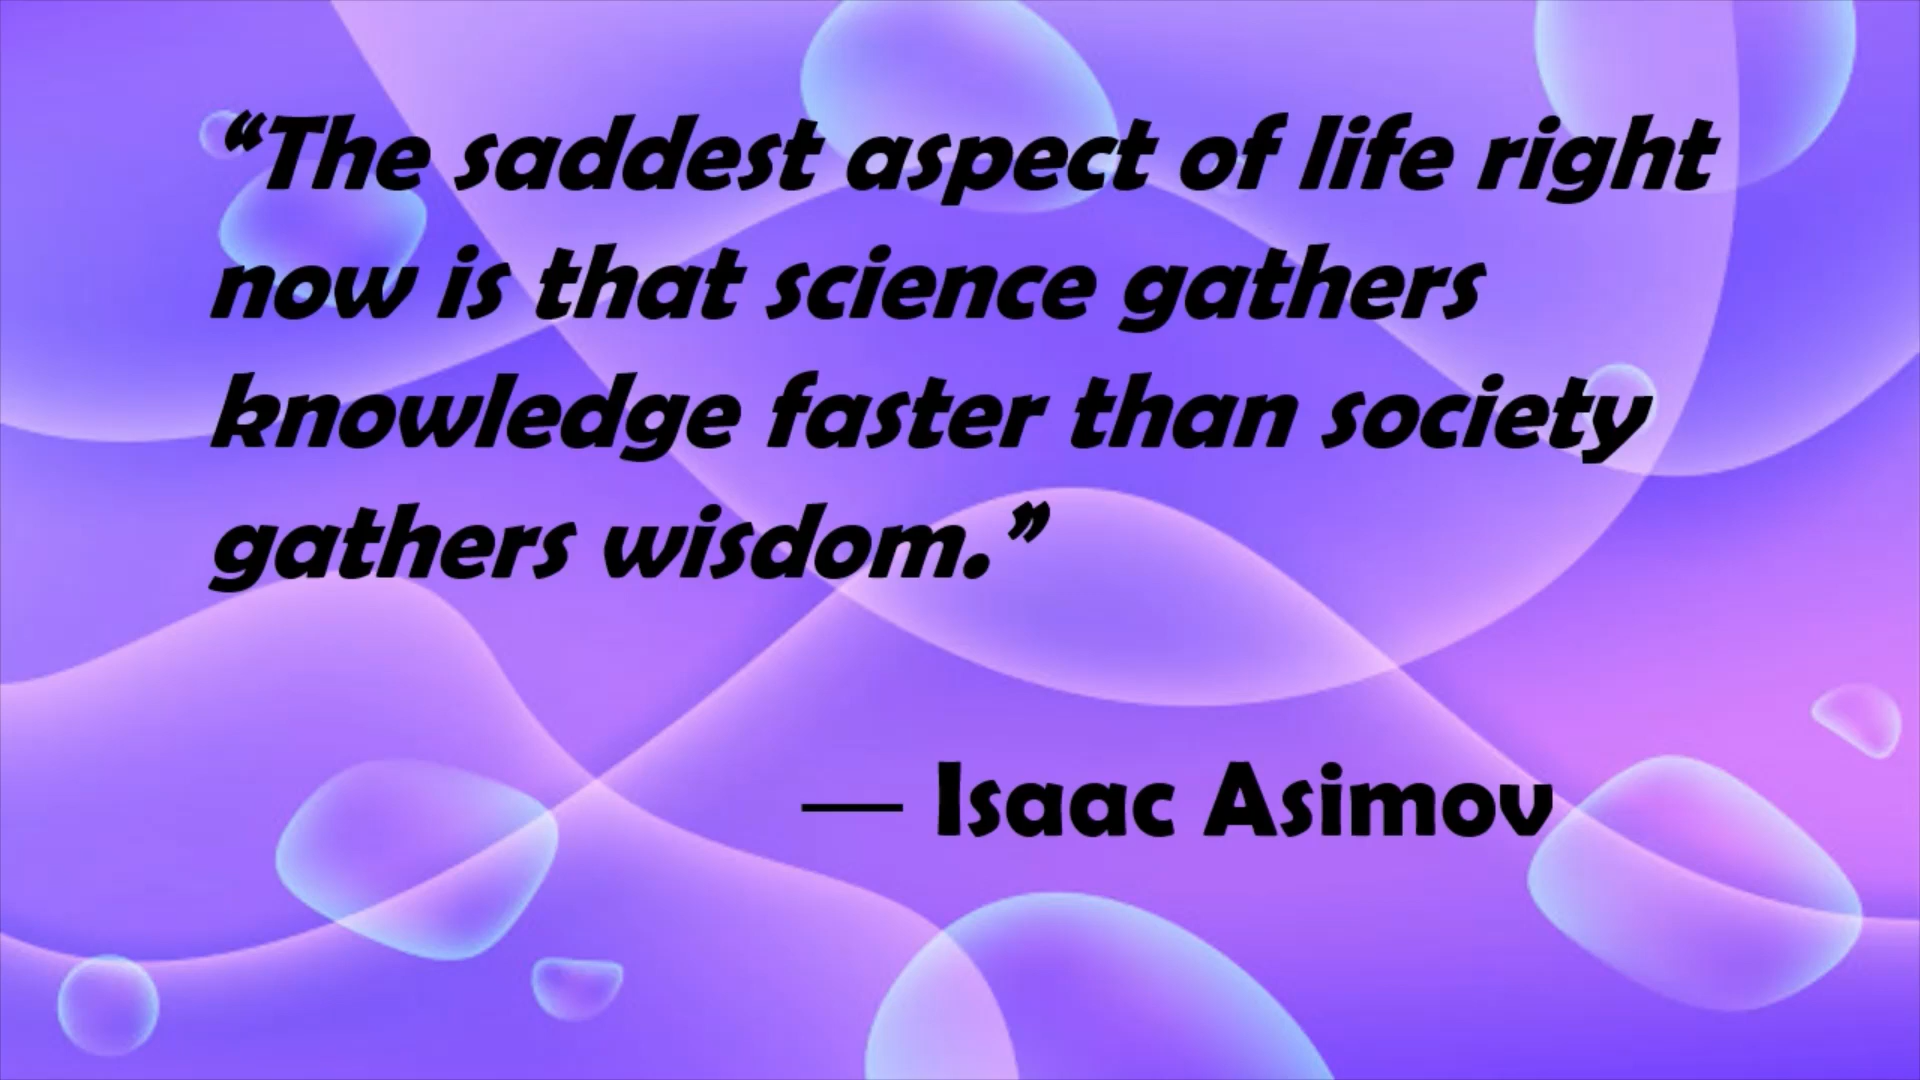 “The saddest aspect of life right
now is that science gathers
knowledge faster than society
gathers wisdom.”
— Isaac Asimov